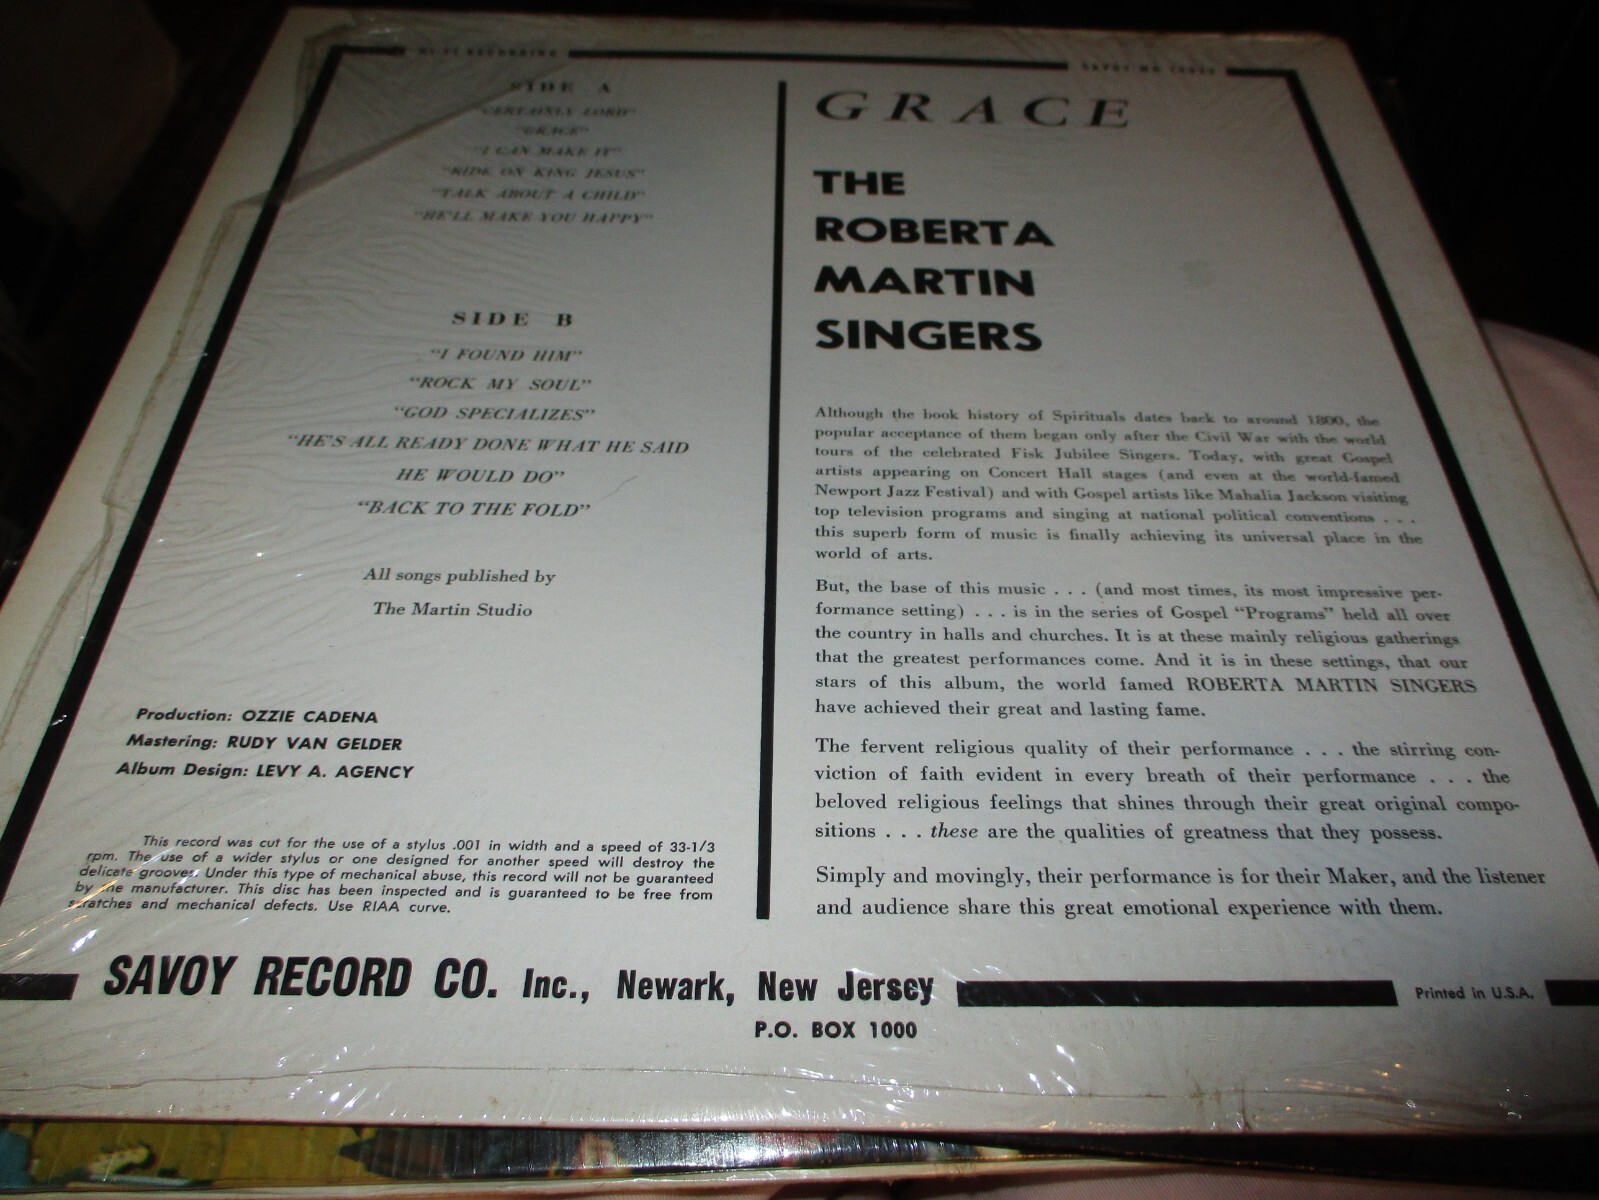 HI-FI RECORDING
SIDE A
"CERTAINLY LORD"
"GRACE"
"I CAN MAKE IT"
"RIDE ON KING JESUS"
"TALK ABOUT A CHILD"
"HE'LL MAKE YOU HAPPY"
SIDE B
"I FOUND HIM"
"ROCK MY SOUL"
"GOD SPECIALIZES"
"HE'S ALL READY DONE WHAT HE SAID
HE WOULD DO"
"BACK TO THE FOLD"
All songs published by
The Martin Studio
Production: OZZIE CADENA
Mastering: RUDY VAN GELDER
Album Design: LEVY A. AGENCY
This record was cut for the use of a stylus .001 in width and a speed of 33-1/3
rpm. The use of a wider stylus or one designed for another speed will destroy the
delicate grooves. Under this type of mechanical abuse, this record will not be guaranteed
by the manufacturer. This disc has been inspected and is guaranteed to be free from
scratches and mechanical defects. Use RIAA curve.
SAVOY MG
GRACE
THE
ROBERTA
MARTIN
SINGERS
Although the book history of Spirituals dates back to around 1800, the
popular acceptance of them began only after the Civil War with the world
tours of the celebrated Fisk Jubilee Singers. Today, with great Gospel
artists appearing on Concert Hall stages (and even at the world-famed
Newport Jazz Festival) and with Gospel artists like Mahalia Jackson visiting
top television programs and singing at national political conventions . . .
this superb form of music is finally achieving its universal place in the
world of arts.
But, the base of this music . . . (and most times, its most impressive per-
formance setting) . . . is in the series of Gospel "Programs" held all over
the country in halls and churches. It is at these mainly religious gatherings
that the greatest performances come. And it is in these settings, that our
stars of this album, the world famed ROBERTA MARTIN SINGERS
have achieved their great and lasting fame.
The fervent religious quality of their performance . . . the stirring con-
viction of faith evident in every breath of their performance . . . the
beloved religious feelings that shines through their great original compo-
sitions . . . these are the qualities of greatness that they possess.
Simply and movingly, their performance is for their Maker, and the listener
and audience share this great emotional experience with them.
SAVOY RECORD CO. Inc., Newark, New Jersey
Printed in U.S.A.
P.O. BOX 1000